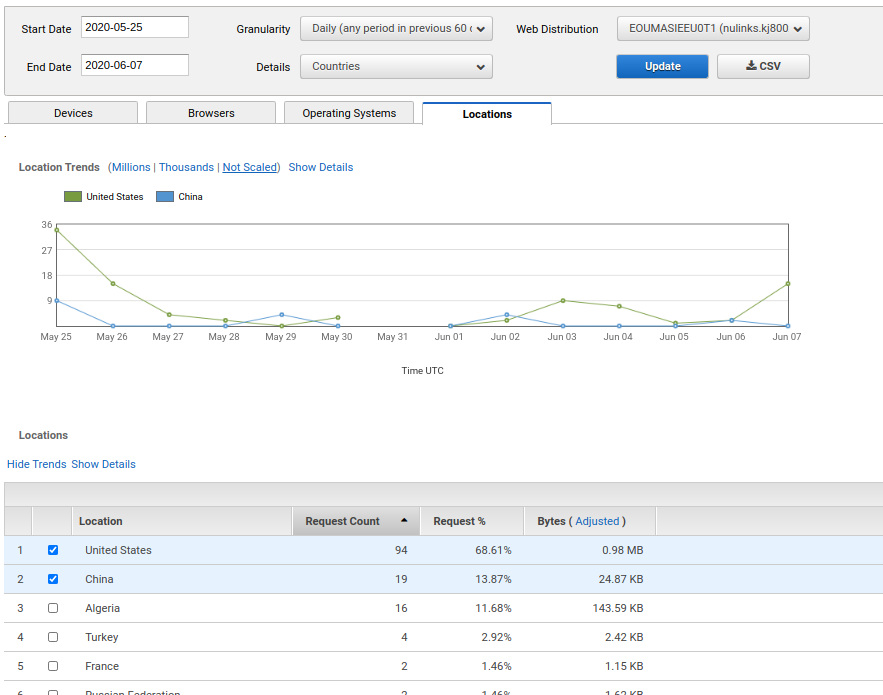 Start Date 2020-05-25 Granularity Daily (any period in previous 60 Web Distribution EOUMASIEEU0T1 (nulinks.kj800
End Date 2020-06-07 Details Countries Update CSV
Devices Browsers Operating Systems Locations
Location Trends (Millions | Thousands | Not Scaled) Show Details
United States China
36
27
18
9
May 25 May 26 May 27 May 28 May 29 May 30 May 31 Jun 01 Jun 02 Jun 03 Jun 04 Jun 05 Jun 06 Jun 07
Time UTC
Locations
Hide Trends Show Details
Location Request Count Request % Bytes ( Adjusted )
1 United States 94 68.61% 0.98 MB
2 China 19 13.87% 24.87 KB
3 Algeria 16 11.68% 143.59 KB
4 Turkey 4 2.92% 2.42 KB
5 France 2 1.46% 1.15 KB
6 Russian Federation 2 1.46% 1.62 KB